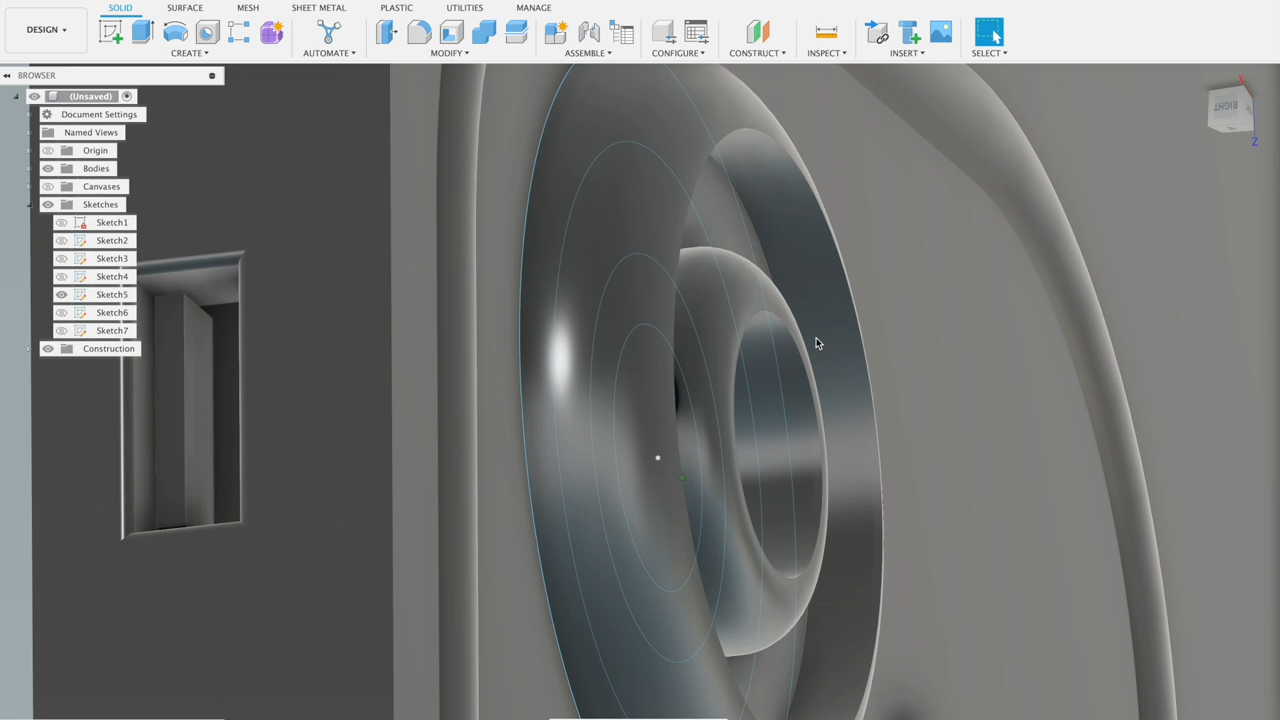 SOLID SURFACE MESH SHEET METAL PLASTIC UTILITIES MANAGE
DESIGN
CREATE AUTOMATE MODIFY ASSEMBLE CONFIGURE CONSTRUCT INSPECT INSERT SELECT
BROWSER
(Unsaved)
Document Settings
Named Views
Origin
Bodies
Canvases
Sketches
Sketch1
Sketch2
Sketch3
Sketch4
Sketch5
Sketch6
Sketch7
Construction
X
RIGHT
Z